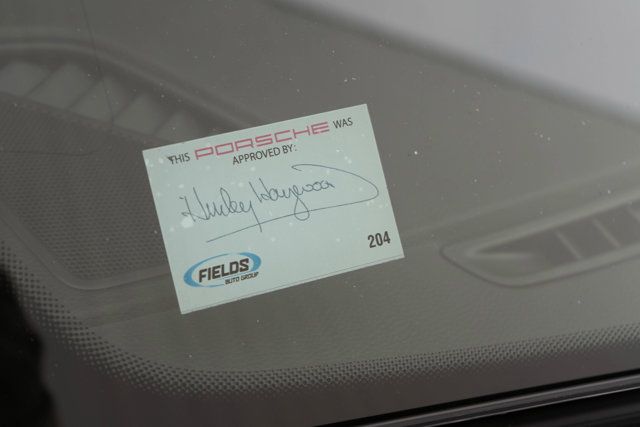 THIS PORSCHE WAS
APPROVED BY:
Hurley Haywood
204
FIELDS
AUTO GROUP